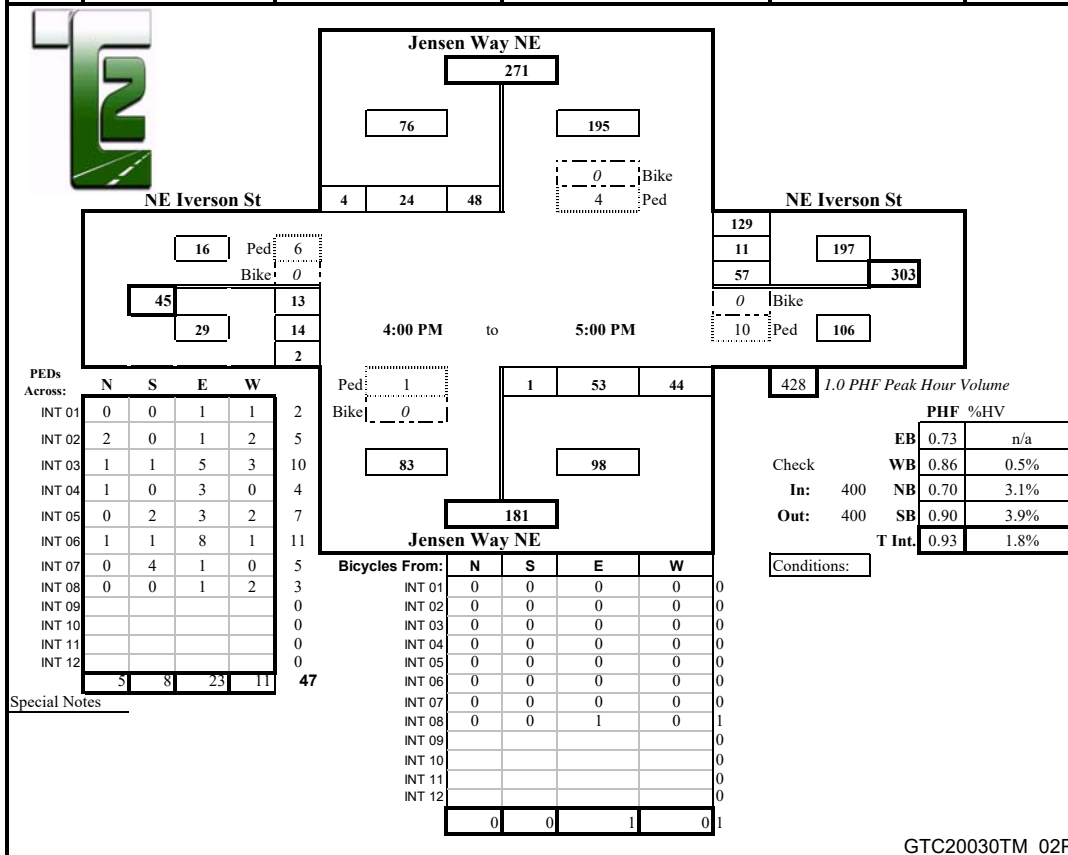 T2
Jensen Way NE
271
76 195
0 Bike
4 Ped
NE Iverson St
4 24 48
NE Iverson St
129
16 Ped 6
11 197
Bike 0
57 303
45 13
0 Bike
29 14
4:00 PM to 5:00 PM
10 Ped 106
2
PEDs
Across:
N S E W
Ped 1
1 53 44
428 1.0 PHF Peak Hour Volume
INT 01 0 0 1 1 2
Bike 0
PHF %HV
INT 02 2 0 1 2 5
EB 0.73 n/a
INT 03 1 1 5 3 10
83 98
Check WB 0.86 0.5%
INT 04 1 0 3 0 4
In: 400 NB 0.70 3.1%
INT 05 0 2 3 2 7
181
Out: 400 SB 0.90 3.9%
INT 06 1 1 8 1 11
Jensen Way NE
T Int. 0.93 1.8%
INT 07 0 4 1 0 5
Bicycles From: N S E W
Conditions:
INT 08 0 0 1 2 3
INT 09 0
INT 10 0
INT 11 0
INT 12 0
5 8 23 11 47
Special Notes
INT 01 0 0 0 0 0
INT 02 0 0 0 0 0
INT 03 0 0 0 0 0
INT 04 0 0 0 0 0
INT 05 0 0 0 0 0
INT 06 0 0 0 0 0
INT 07 0 0 0 0 0
INT 08 0 0 1 0 1
INT 09 0
INT 10 0
INT 11 0
INT 12 0
0 0 1 0 1
GTC20030TM_02P